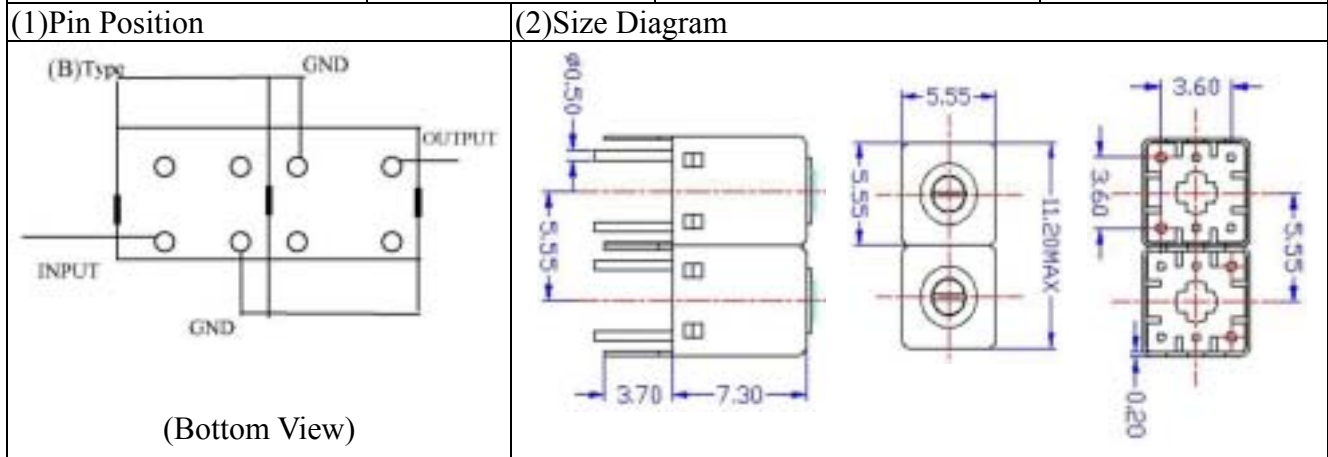 (1)Pin Position
(2)Size Diagram
(B)Type
GND
OUTPUT
INPUT
GND
(Bottom View)
ø0.50
5.55
3.70
7.30
5.55
5.55
11.20MAX
3.60
3.60
5.55
0.20